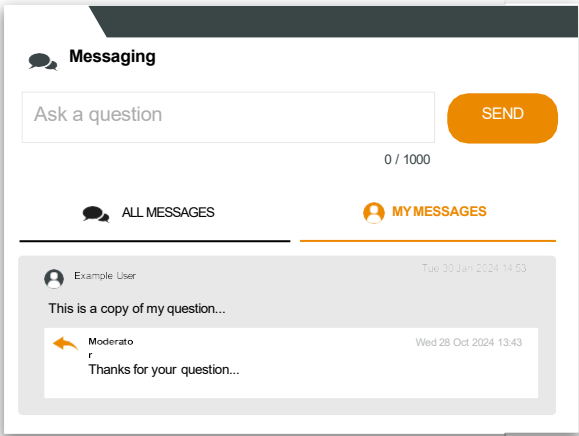 Messaging
Ask a question
SEND
0 / 1000
ALL MESSAGES
MY MESSAGES
Example User
Tue 30 Jan 2024 14:53
This is a copy of my question...
Moderato
r
Wed 28 Oct 2024 13:43
Thanks for your question...